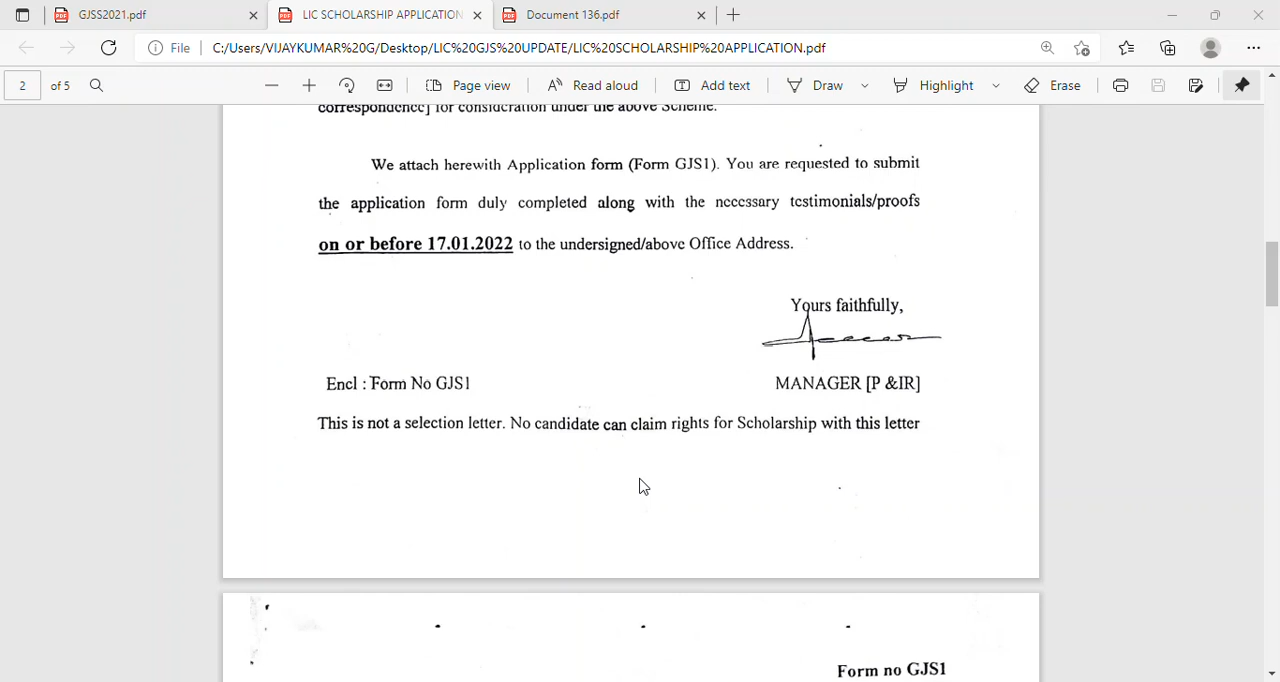 GJSS2021.pdf
LIC SCHOLARSHIP APPLICATION
Document 136.pdf
File
C:/Users/VIJAYKUMAR%20G/Desktop/LIC%20GJS%20UPDATE/LIC%20SCHOLARSHIP%20APPLICATION.pdf
2 of 5
Page view
Read aloud
Add text
Draw
Highlight
Erase
correspondence] for consideration under the above Scheme.
We attach herewith Application form (Form GJS1). You are requested to submit
the application form duly completed along with the necessary testimonials/proofs
on or before 17.01.2022 to the undersigned/above Office Address.
Yours faithfully,
Encl : Form No GJS1
MANAGER [P &IR]
This is not a selection letter. No candidate can claim rights for Scholarship with this letter
Form no GJS1